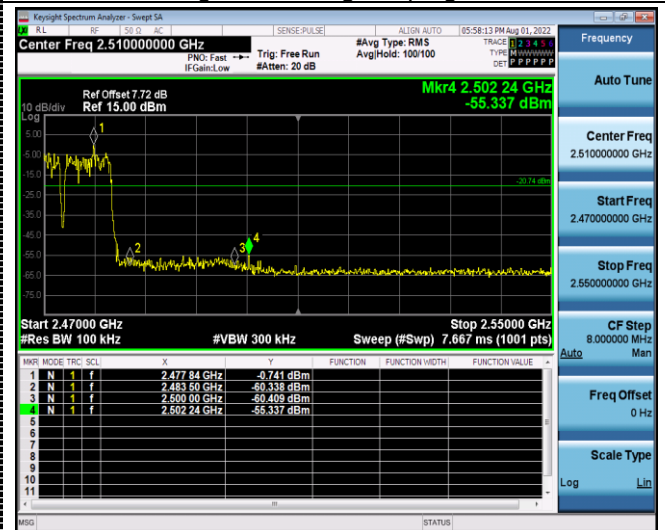 Keysight Spectrum Analyzer - Swept SA
RL RF 50 Ω AC SENSE:PULSE ALIGN AUTO 05:58:13 PM Aug 01, 2022
Center Freq 2.510000000 GHz #Avg Type: RMS TRACE 1 2 3 4 5 6
PNO: Fast Trig: Free Run Avg|Hold: 100/100 TYPE M WWWWW
IFGain:Low #Atten: 20 dB DET P P P P P P
Mkr4 2.502 24 GHz
-55.337 dBm
Ref Offset 7.72 dB
10 dB/div Ref 15.00 dBm
Log
5.00
-5.00
-15.0
-25.0
-35.0
-45.0
-55.0
-65.0
-75.0
1
2
3
4
-20.74 dBm
Start 2.47000 GHz Stop 2.55000 GHz
#Res BW 100 kHz #VBW 300 kHz Sweep (#Swp) 7.667 ms (1001 pts)
MKR MODE TRC SCL X Y FUNCTION FUNCTION WIDTH FUNCTION VALUE
1 N 1 f 2.477 84 GHz -0.741 dBm
2 N 1 f 2.483 50 GHz -60.338 dBm
3 N 1 f 2.500 00 GHz -60.409 dBm
4 N 1 f 2.502 24 GHz -55.337 dBm
5
6
7
8
9
10
11
MSG STATUS
Frequency
Auto Tune
Center Freq
2.510000000 GHz
Start Freq
2.470000000 GHz
Stop Freq
2.550000000 GHz
CF Step
8.000000 MHz
Auto Man
Freq Offset
0 Hz
Scale Type
Log Lin